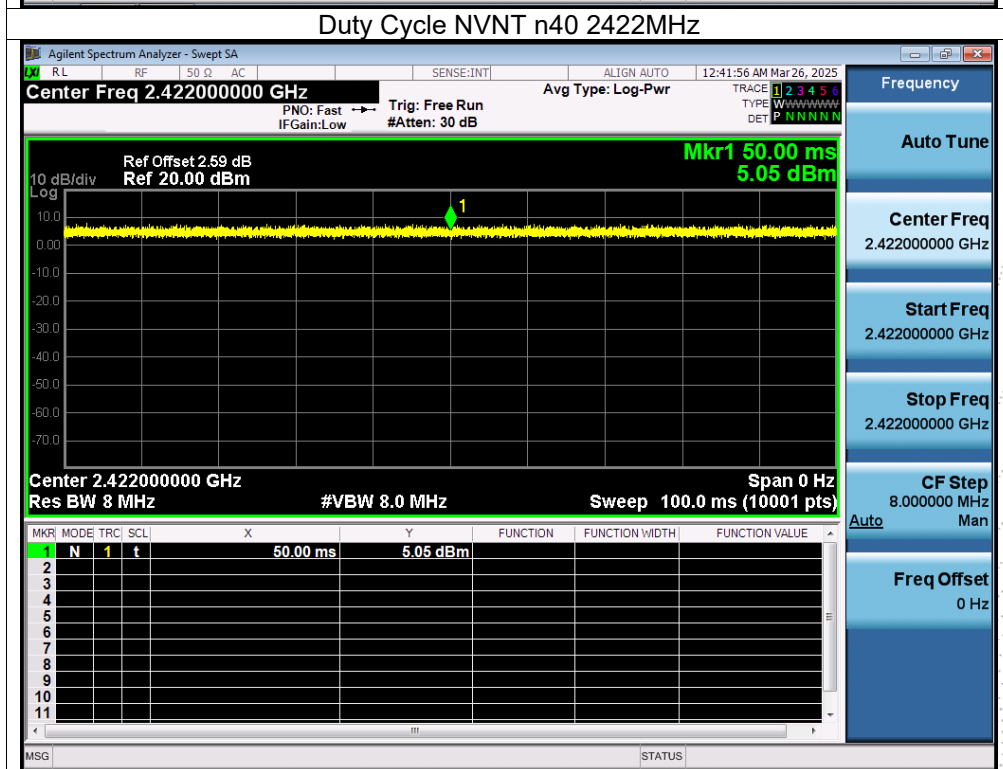 Duty Cycle NVNT n40 2422MHz
Agilent Spectrum Analyzer - Swept SA
LXI RL RF 50 Ω AC SENSE:INT ALIGN AUTO 12:41:56 AM Mar 26, 2025
Center Freq 2.422000000 GHz
PNO: Fast
IFGain:Low
Trig: Free Run
#Atten: 30 dB
Avg Type: Log-Pwr
TRACE 1 2 3 4 5 6
TYPE WWWWWW
DET P N N N N N
Ref Offset 2.59 dB
10 dB/div Ref 20.00 dBm
Log
Mkr1 50.00 ms
5.05 dBm
1
10.0
0.00
-10.0
-20.0
-30.0
-40.0
-50.0
-60.0
-70.0
Center 2.422000000 GHz Span 0 Hz
Res BW 8 MHz #VBW 8.0 MHz Sweep 100.0 ms (10001 pts)
MKR MODE TRC SCL X Y FUNCTION FUNCTION WIDTH FUNCTION VALUE
1 N 1 t 50.00 ms 5.05 dBm
2
3
4
5
6
7
8
9
10
11
MSG STATUS
Frequency
Auto Tune
Center Freq
2.422000000 GHz
Start Freq
2.422000000 GHz
Stop Freq
2.422000000 GHz
CF Step
8.000000 MHz
Auto Man
Freq Offset
0 Hz